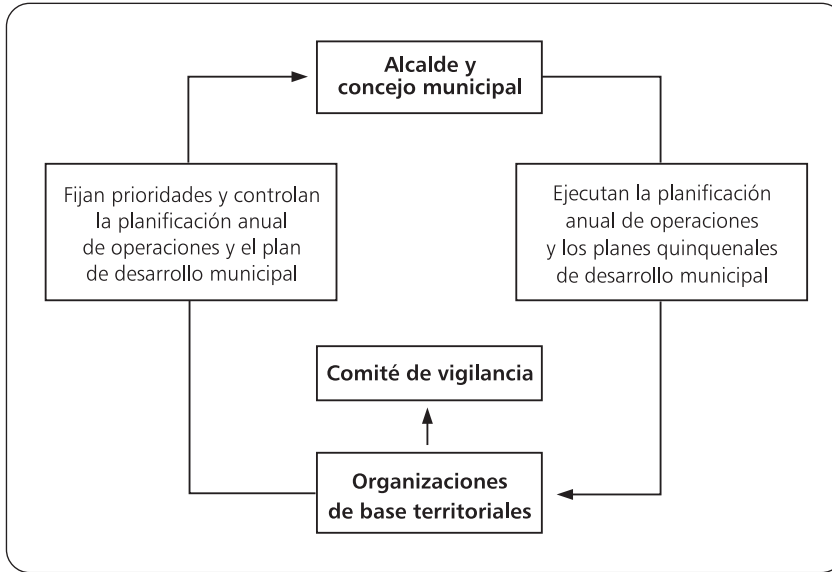 Alcalde y
concejo municipal
Fijan prioridades y controlan
la planificación anual
de operaciones y el plan
de desarrollo municipal
Ejecutan la planificación
anual de operaciones
y los planes quinquenales
de desarrollo municipal
Comité de vigilancia
Organizaciones
de base territoriales